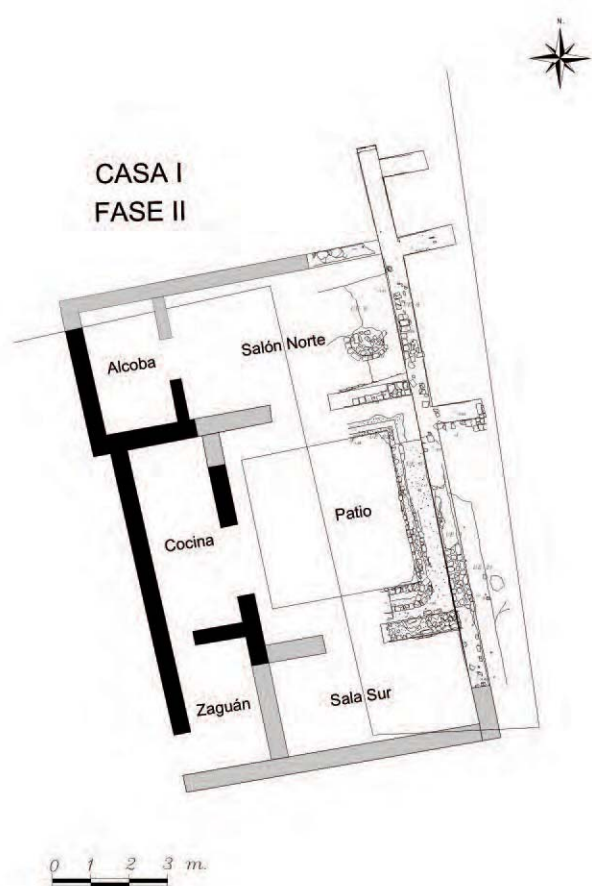 N.
CASA I
FASE II
Salón Norte
Alcoba
Patio
Cocina
Sala Sur
Zaguán
0 1 2 3 m.